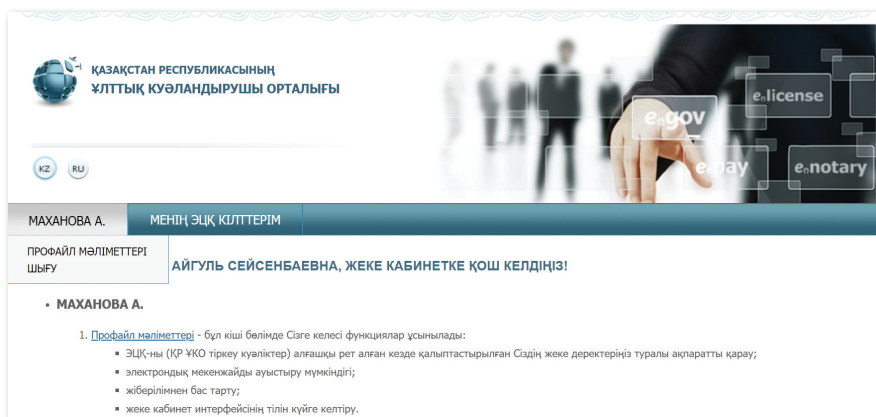 ҚАЗАҚСТАН РЕСПУБЛИКАСЫНЫҢ
ҰЛТТЫҚ КУӘЛАНДЫРУШЫ ОРТАЛЫҒЫ
e.license
e.gov
e.pay
e.notary
KZ RU
МАХАНОВА А. МЕНІҢ ЭЦҚ КІЛТТЕРІМ
ПРОФАЙЛ МӘЛІМЕТТЕРІ
ШЫҒУ
АЙГУЛЬ СЕЙСЕНБАЕВНА, ЖЕКЕ КАБИНЕТКЕ ҚОШ КЕЛДІҢІЗ!
• МАХАНОВА А.
1. Профайл мәліметтері - бұл кіші бөлімде Сізге келесі функциялар ұсынылады:
▪ ЭЦҚ-ны (ҚР ҰКО тіркеу куәліктер) алғашқы рет алған кезде қалыптастырылған Сіздің жеке деректеріңіз туралы ақпаратты қарау;
▪ электрондық мекенжайды ауыстыру мүмкіндігі;
▪ жіберілімнен бас тарту;
▪ жеке кабинет интерфейсінің тілін күйге келтіру.